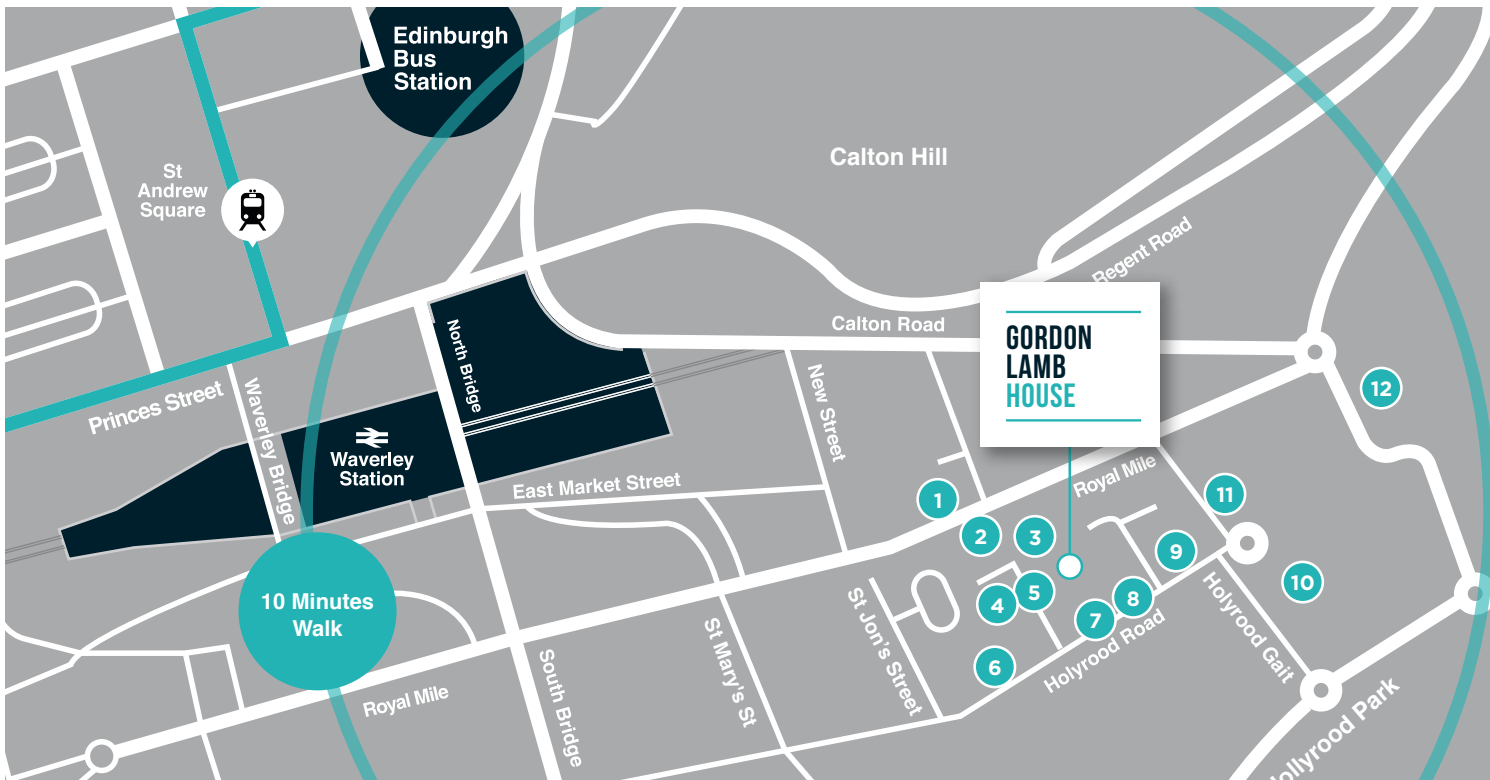 Edinburgh
Bus
Station
St
Andrew
Square
Calton Hill
Regent Road
Calton Road
North Bridge
GORDON
LAMB
HOUSE
Princes Street
Waverley Bridge
Waverley
Station
New Street
East Market Street
Royal Mile
1
2
3
4
5
6
7
8
9
10
11
12
10 Minutes
Walk
St Jon's Street
Holyrood Road
Holyrood Gait
St Mary's St
South Bridge
Royal Mile
Hollyrood Park